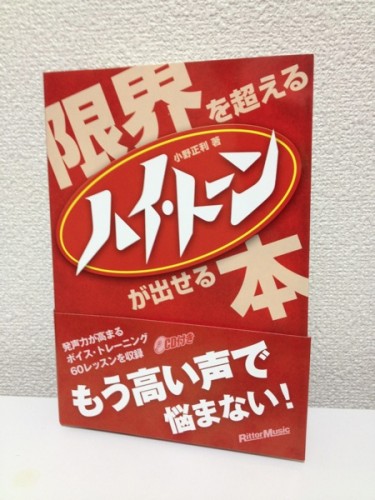 限界を超える
小野正利 著
ハイ・トーン
が出せる本
発声力が高まる
ボイス・トレーニング
60レッスンを収録
CD付き
もう高い声で
悩まない！
RittorMusic